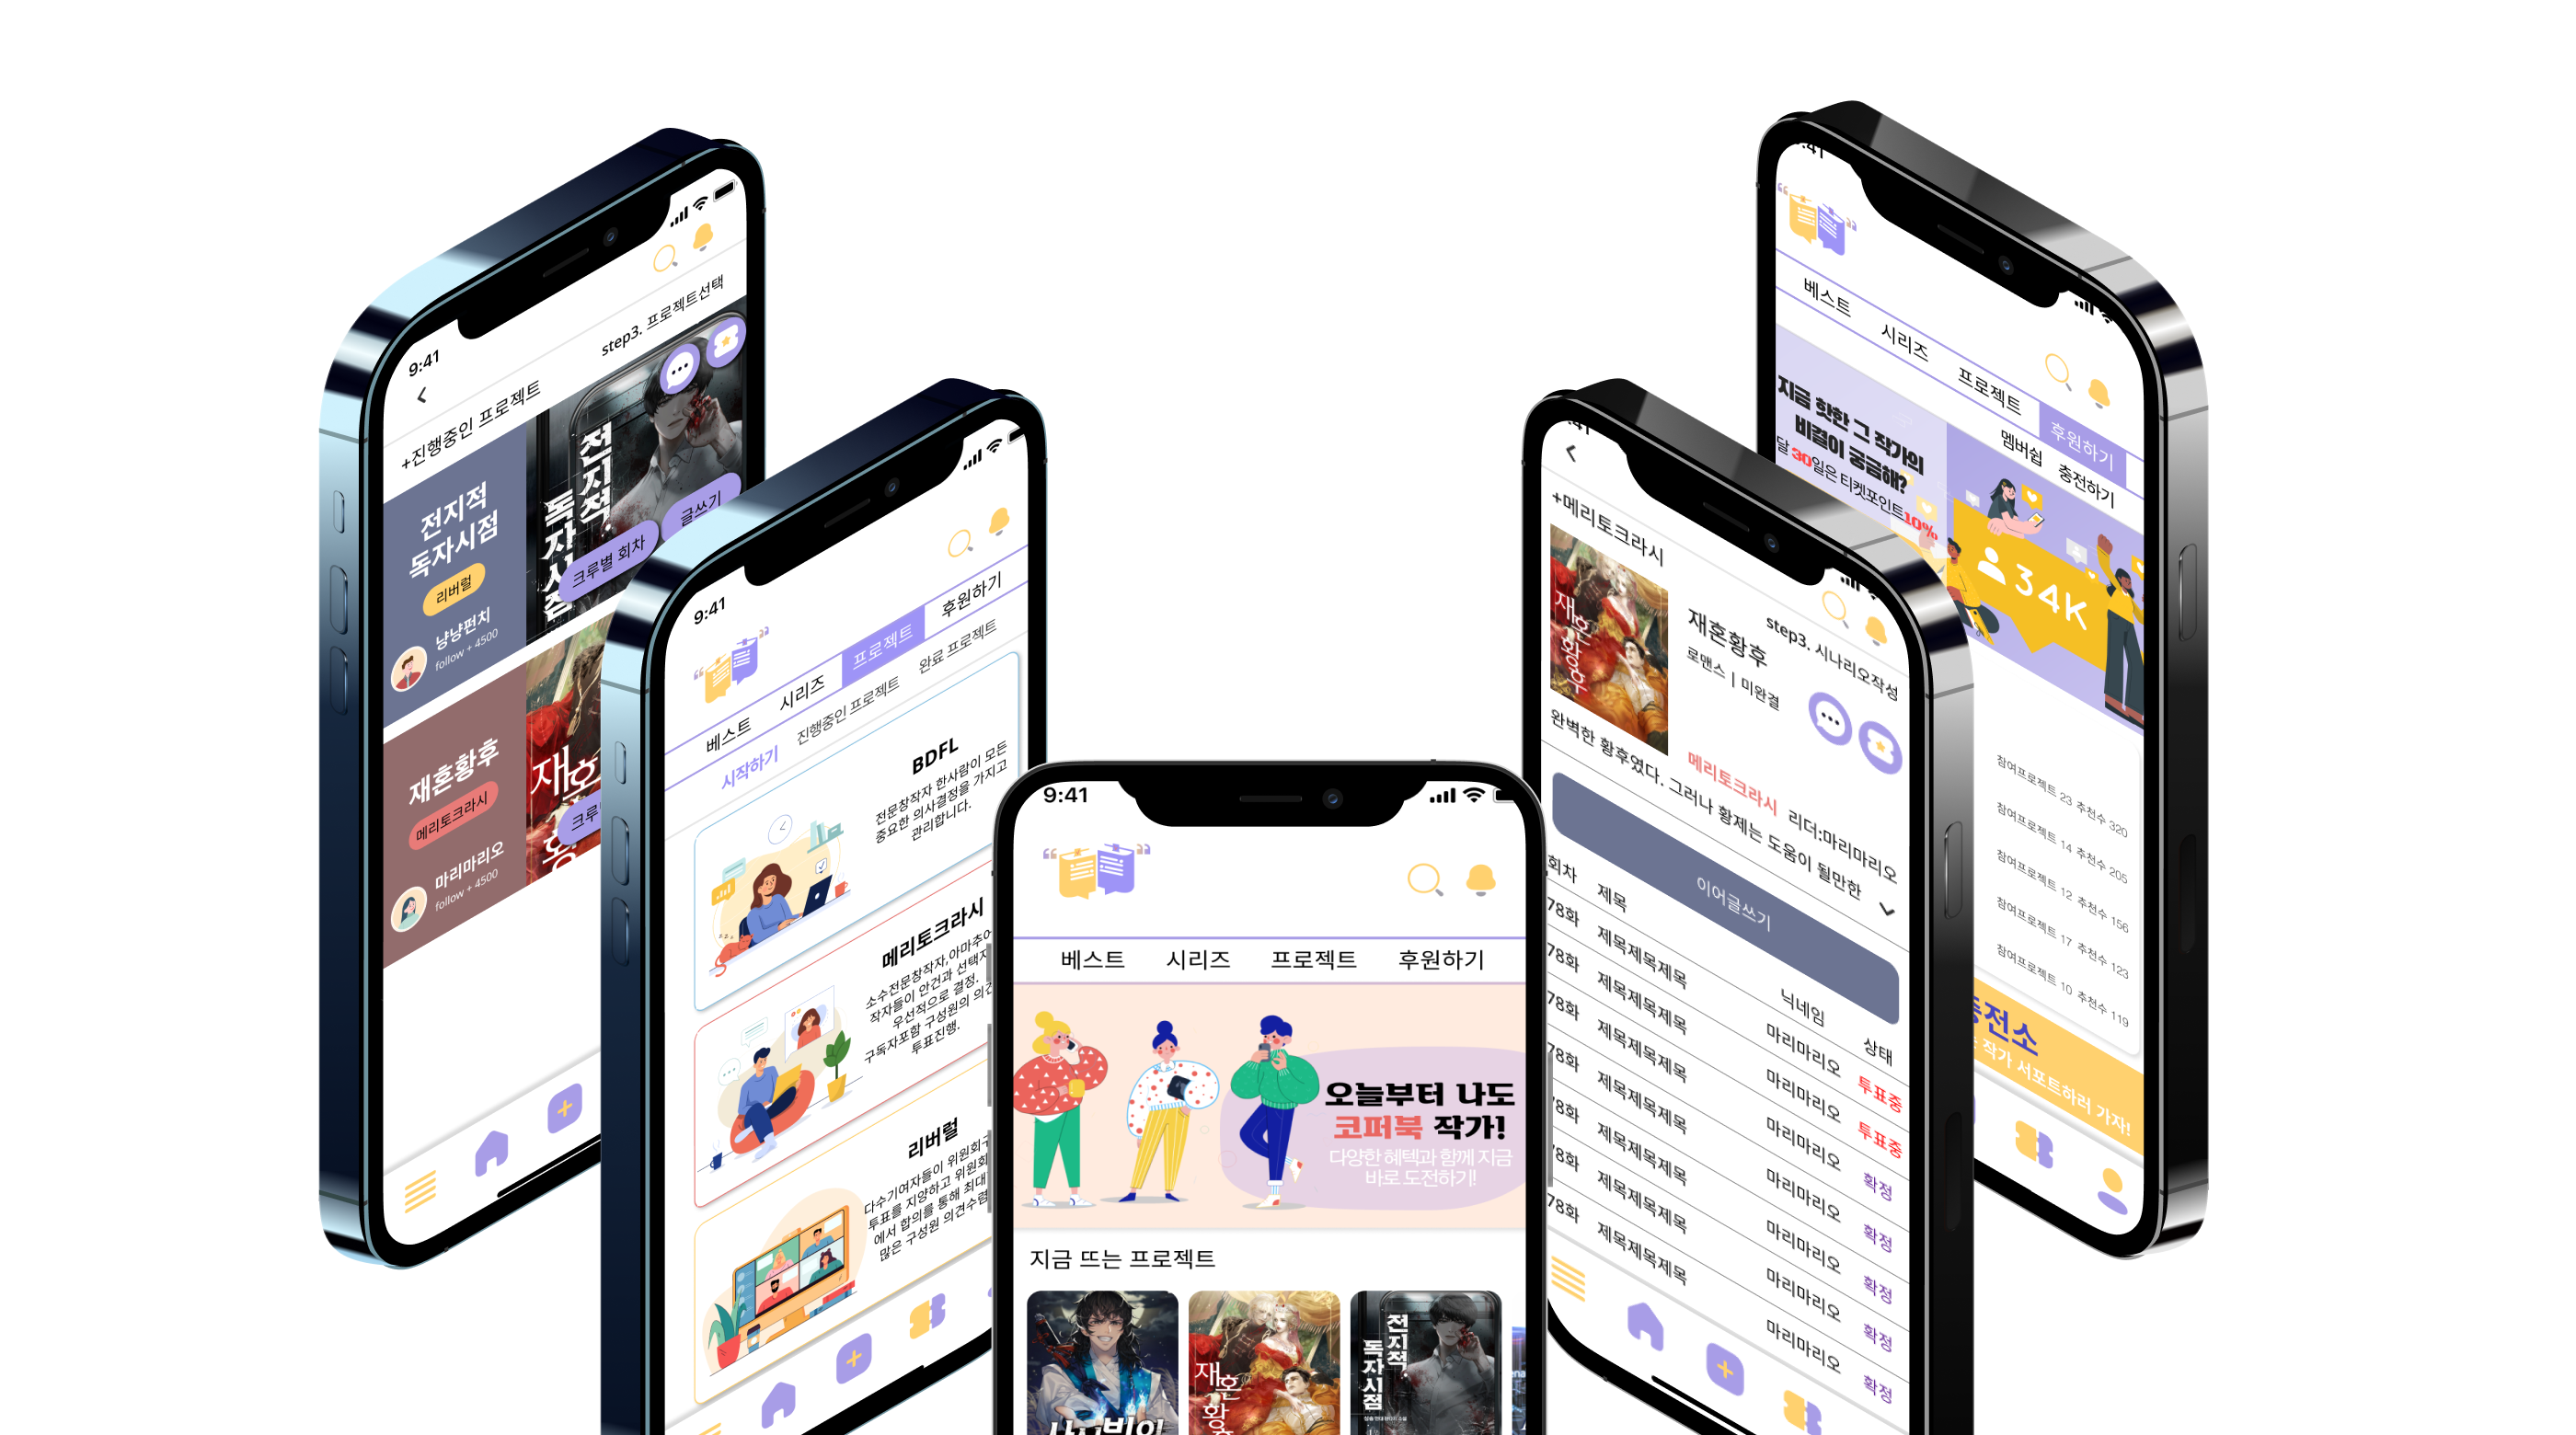 9:41
step3. 프로젝트선택
+진행중인 프로젝트
전지적
독자시점
리버럴
냥냥펀치
follow + 4500
전지적.
독자시점
크루별 회차
글쓰기
재혼황후
메리토크라시
마리마리오
follow + 4500
재혼
황
크루
9:41
베스트
시리즈
프로젝트
후원하기
시작하기
진행중인 프로젝트
완료 프로젝트
BDFL
전문창작자 한사람이 모든
중요한 의사결정을 가지고
관리합니다.
메리토크라시
소수전문창작자,아마추어
작자들이 안건과 선택지
우선적으로 결정.
구독자포함 구성원의 의견
투표진행.
리버럴
다수기여자들이 위원회구
투표를 지양하고 위원회
에서 합의를 통해 최대
많은 구성원 의견수렴
9:41
베스트
시리즈
프로젝트
후원하기
오늘부터 나도
코퍼북 작가!
다양한 혜텍과 함께 지금
바로 도전하기!
지금 뜨는 프로젝트
재혼
황
전지적.
독자시점
:41
+메리토크라시
step3. 시나리오작성
재혼황후
재혼황후
로맨스 | 미완결
메리토크라시 리더:마리마리오
완벽한 황후였다. 그러나 황제는 도움이 될만한
이어글쓰기
회차 제목 닉네임 상태
78화 제목제목제목 마리마리오 투표중
78화 제목제목제목 마리마리오 투표중
78화 제목제목제목 마리마리오 확정
78화 제목제목제목 마리마리오 확정
78화 제목제목제목 마리마리오 확정
78화 제목제목제목 마리마리오 확정
78화 제목제목제목 마리마리오 확정
9:41
베스트
시리즈
프로젝트
후원하기
멤버쉽
충전하기
지금 핫한 그 작가의
비결이 궁금해?
달 30일은 티켓포인트10%
34K
참여프로젝트 23 추천수 320
참여프로젝트 14 추천수 205
참여프로젝트 12 추천수 156
참여프로젝트 17 추천수 123
참여프로젝트 10 추천수 119
충전소
작가 서포트하러 가자!